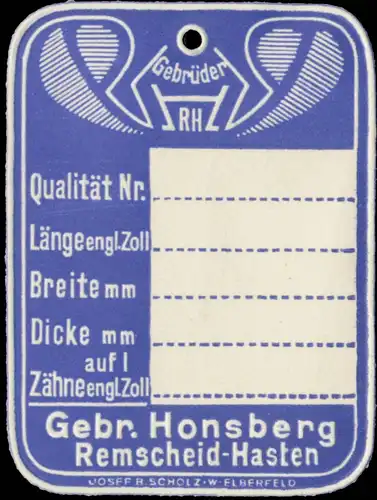 Gebrüder
RH
Qualität Nr.
Länge engl. Zoll
Breite mm
Dicke mm
auf 1
Zähne engl. Zoll
Gebr. Honsberg
Remscheid-Hasten
JOSEF B. SCHOLZ · W.-ELBERFELD